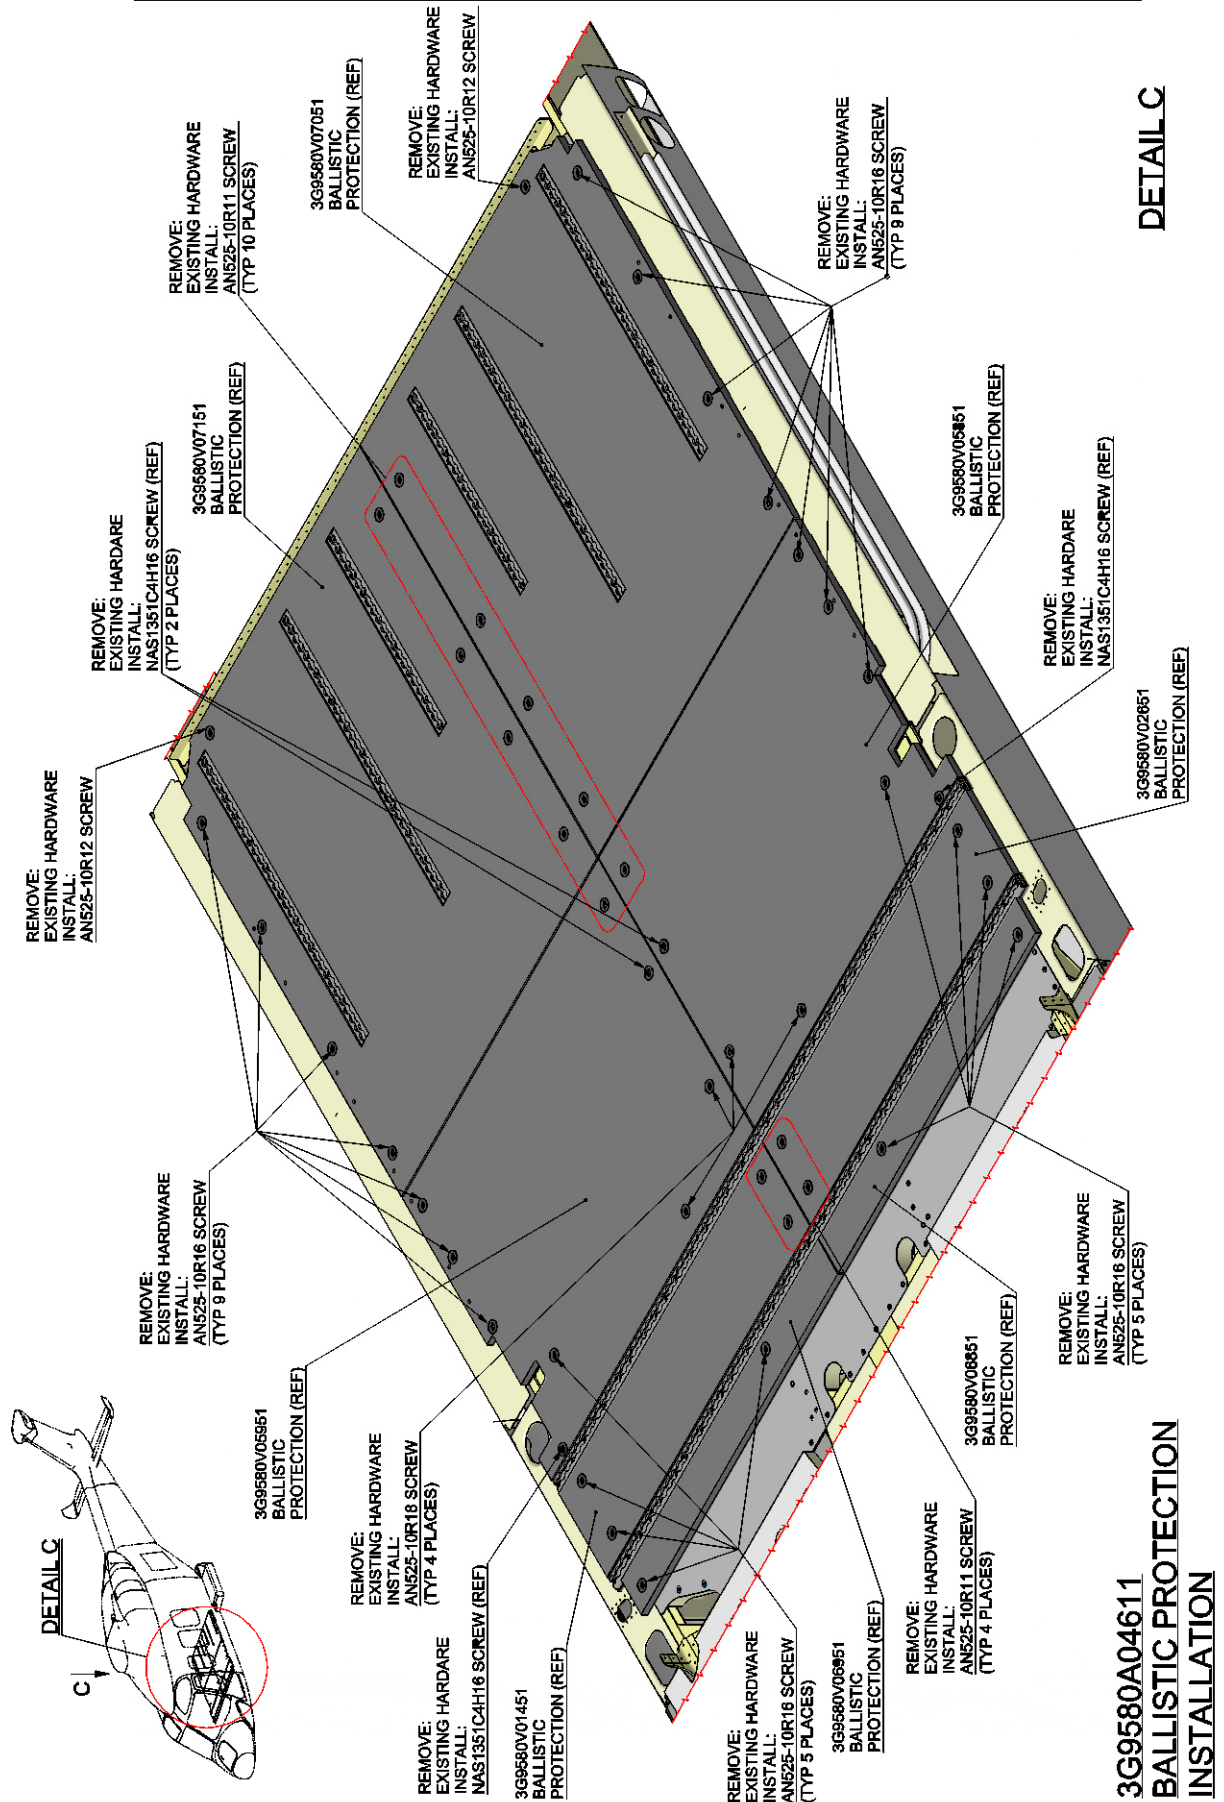 REMOVE:
EXISTING HARDWARE
INSTALL:
AN525-10R12 SCREW
REMOVE:
EXISTING HARDARE
INSTALL:
NAS1351C4H16 SCREW (REF)
(TYP 2 PLACES)
3G9580V07151
BALLISTIC
PROTECTION (REF)
REMOVE:
EXISTING HARDWARE
INSTALL:
AN525-10R11 SCREW
(TYP 10 PLACES)
3G9580V07051
BALLISTIC
PROTECTION (REF)
REMOVE:
EXISTING HARDWARE
INSTALL:
AN525-10R12 SCREW
DETAIL C
C
REMOVE:
EXISTING HARDWARE
INSTALL:
AN525-10R16 SCREW
(TYP 9 PLACES)
3G9580V05951
BALLISTIC
PROTECTION (REF)
REMOVE:
EXISTING HARDWARE
INSTALL:
AN525-10R18 SCREW
(TYP 4 PLACES)
REMOVE:
EXISTING HARDARE
INSTALL:
NAS1351C4H16 SCREW (REF)
3G9580V01451
BALLISTIC
PROTECTION (REF)
REMOVE:
EXISTING HARDWARE
INSTALL:
AN525-10R16 SCREW
(TYP 5 PLACES)
3G9580V06951
BALLISTIC
PROTECTION (REF)
REMOVE:
EXISTING HARDWARE
INSTALL:
AN525-10R11 SCREW
(TYP 4 PLACES)
3G9580V06851
BALLISTIC
PROTECTION (REF)
REMOVE:
EXISTING HARDWARE
INSTALL:
AN525-10R16 SCREW
(TYP 5 PLACES)
3G9580V02651
BALLISTIC
PROTECTION (REF)
REMOVE:
EXISTING HARDARE
INSTALL:
NAS1351C4H16 SCREW (REF)
3G9580V05851
BALLISTIC
PROTECTION (REF)
REMOVE:
EXISTING HARDWARE
INSTALL:
AN525-10R16 SCREW
(TYP 9 PLACES)
DETAIL C
3G9580A04611
BALLISTIC PROTECTION
INSTALLATION